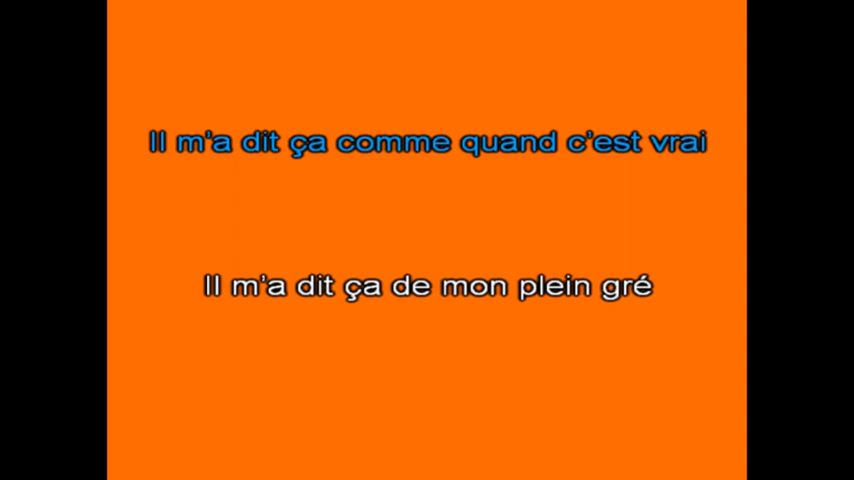 Il m'a dit ça comme quand c'est vrai
Il m'a dit ça de mon plein gré